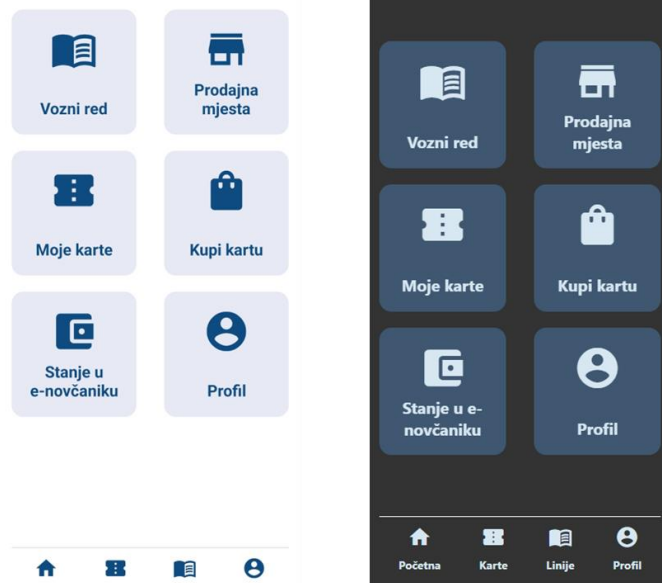 Vozni red
Prodajna
mjesta
Moje karte
Kupi kartu
Stanje u
e-novčaniku
Profil
Vozni red
Prodajna
mjesta
Moje karte
Kupi kartu
Stanje u e-
novčaniku
Profil
Početna
Karte
Linije
Profil